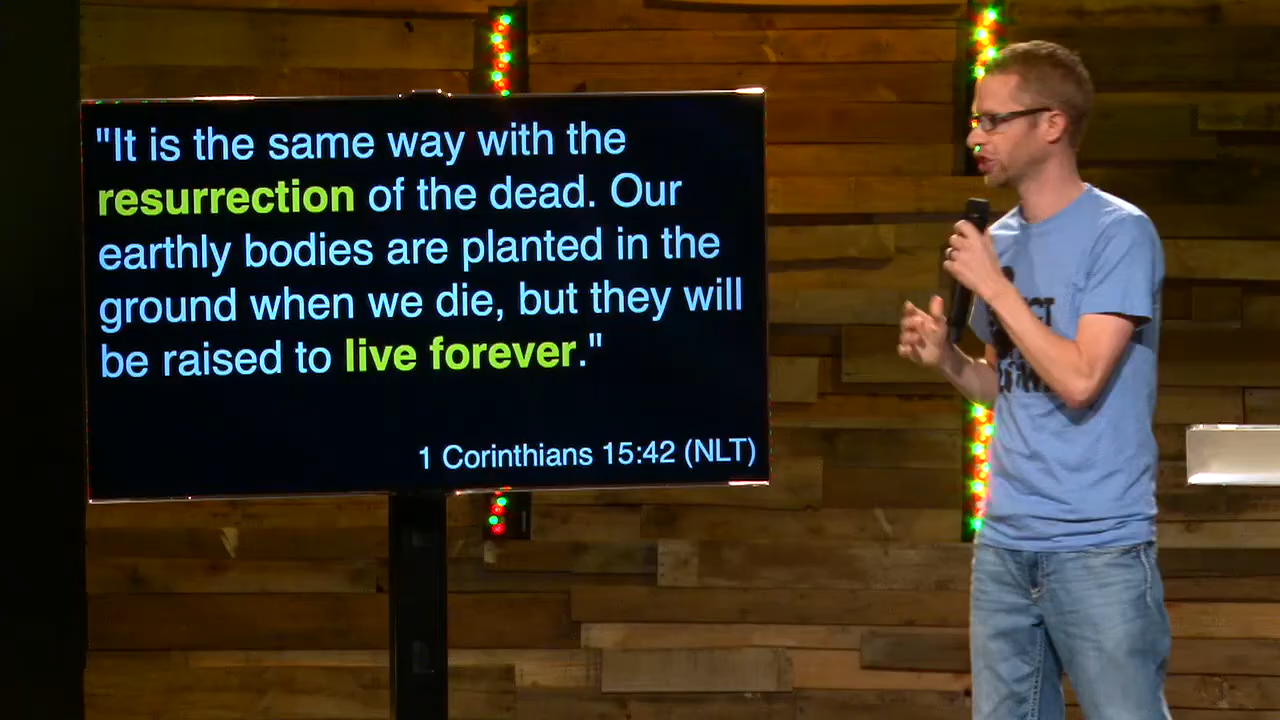 "It is the same way with the
resurrection of the dead. Our
earthly bodies are planted in the
ground when we die, but they will
be raised to live forever."
1 Corinthians 15:42 (NLT)